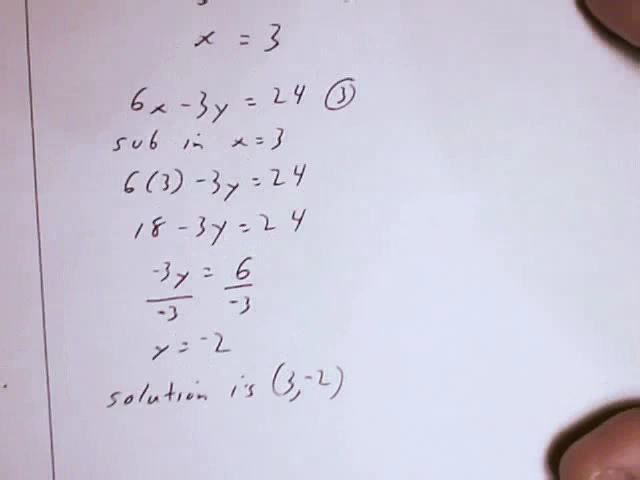 x = 3
6x - 3y = 24 ③
sub in x = 3
6(3) - 3y = 24
18 - 3y = 24
-3y = 6
-3 -3
y = -2
solution is (3, -2)